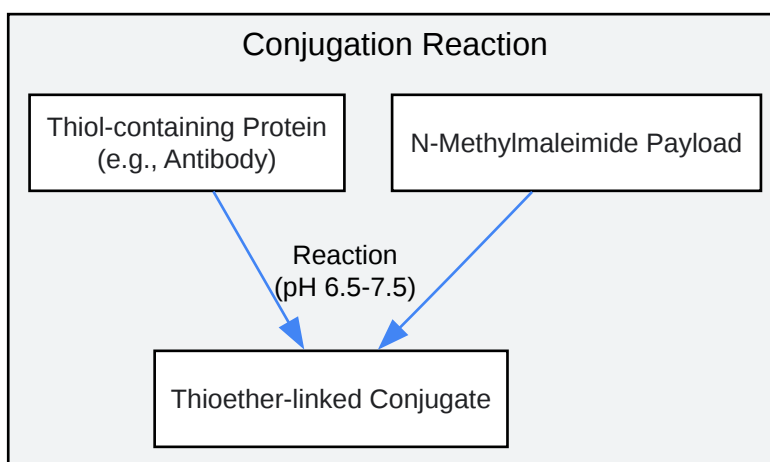 Conjugation Reaction
Thiol-containing Protein
(e.g., Antibody)
N-Methylmaleimide Payload
Reaction
(pH 6.5-7.5)
Thioether-linked Conjugate